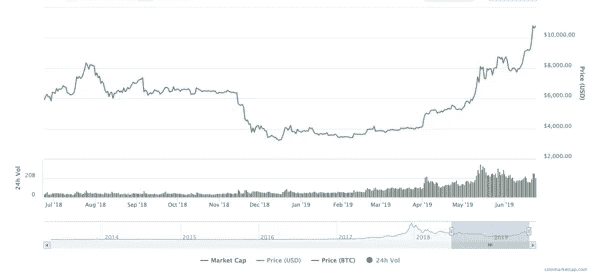 $10,000.00
$8,000.00
$6,000.00
$4,000.00
$2,000.00
Price (USD)
24h Vol
20B
0
Jul '18 Aug '18 Sep '18 Oct '18 Nov '18 Dec '18 Jan '19 Feb '19 Mar '19 Apr '19 May '19 Jun '19
2014 2015 2016 2017 2018 2019
Market Cap Price (USD) Price (BTC) 24h Vol
coinmarketcap.com